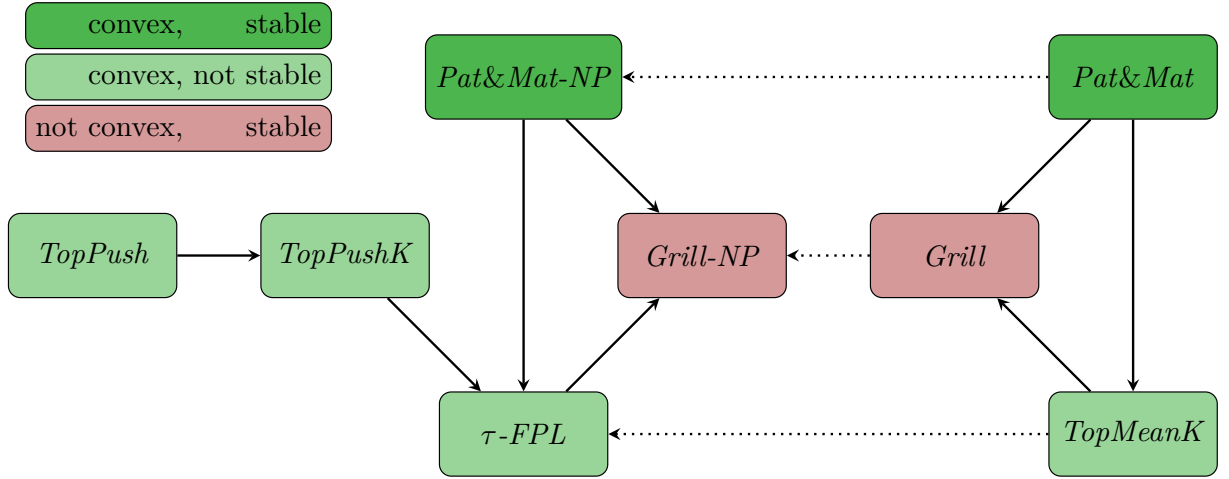 convex, stable
convex, not stable
not convex, stable
Pat&Mat-NP
Pat&Mat
TopPush
TopPushK
Grill-NP
Grill
τ-FPL
TopMeanK